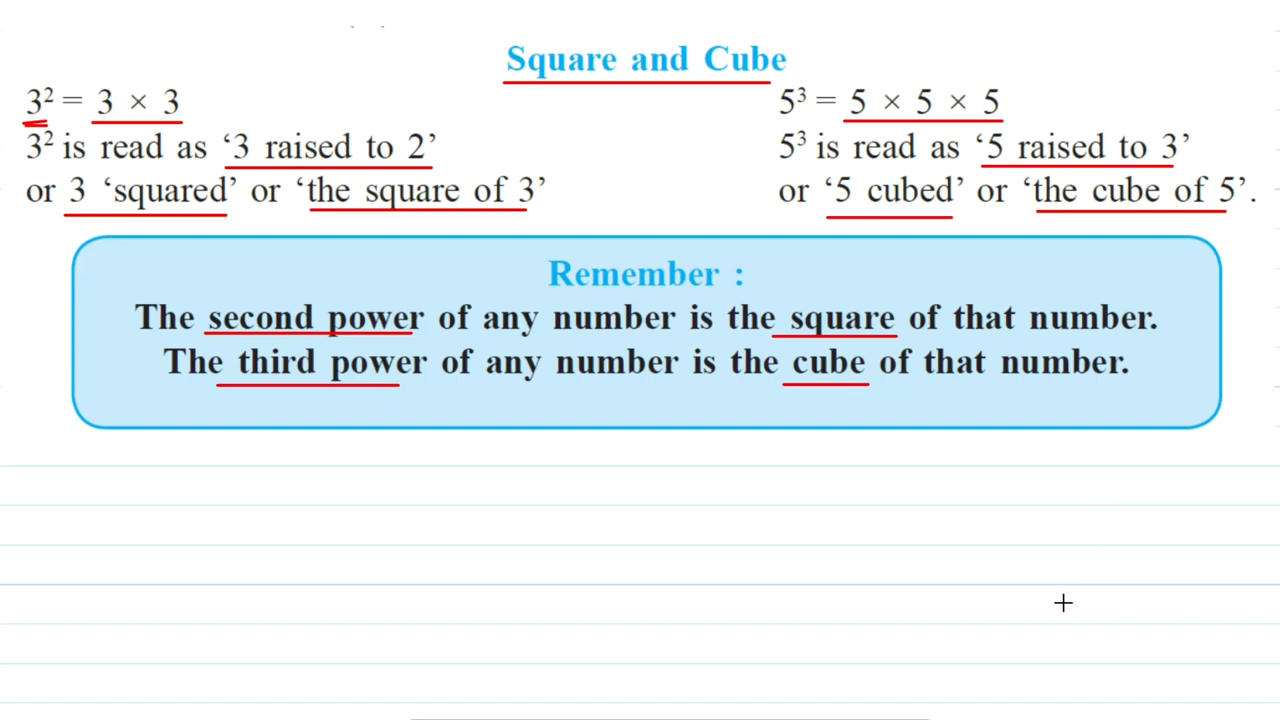 Square and Cube
3² = 3 × 3
3² is read as ‘3 raised to 2’
or 3 ‘squared’ or ‘the square of 3’
5³ = 5 × 5 × 5
5³ is read as ‘5 raised to 3’
or ‘5 cubed’ or ‘the cube of 5’.
Remember :
The second power of any number is the square of that number.
The third power of any number is the cube of that number.